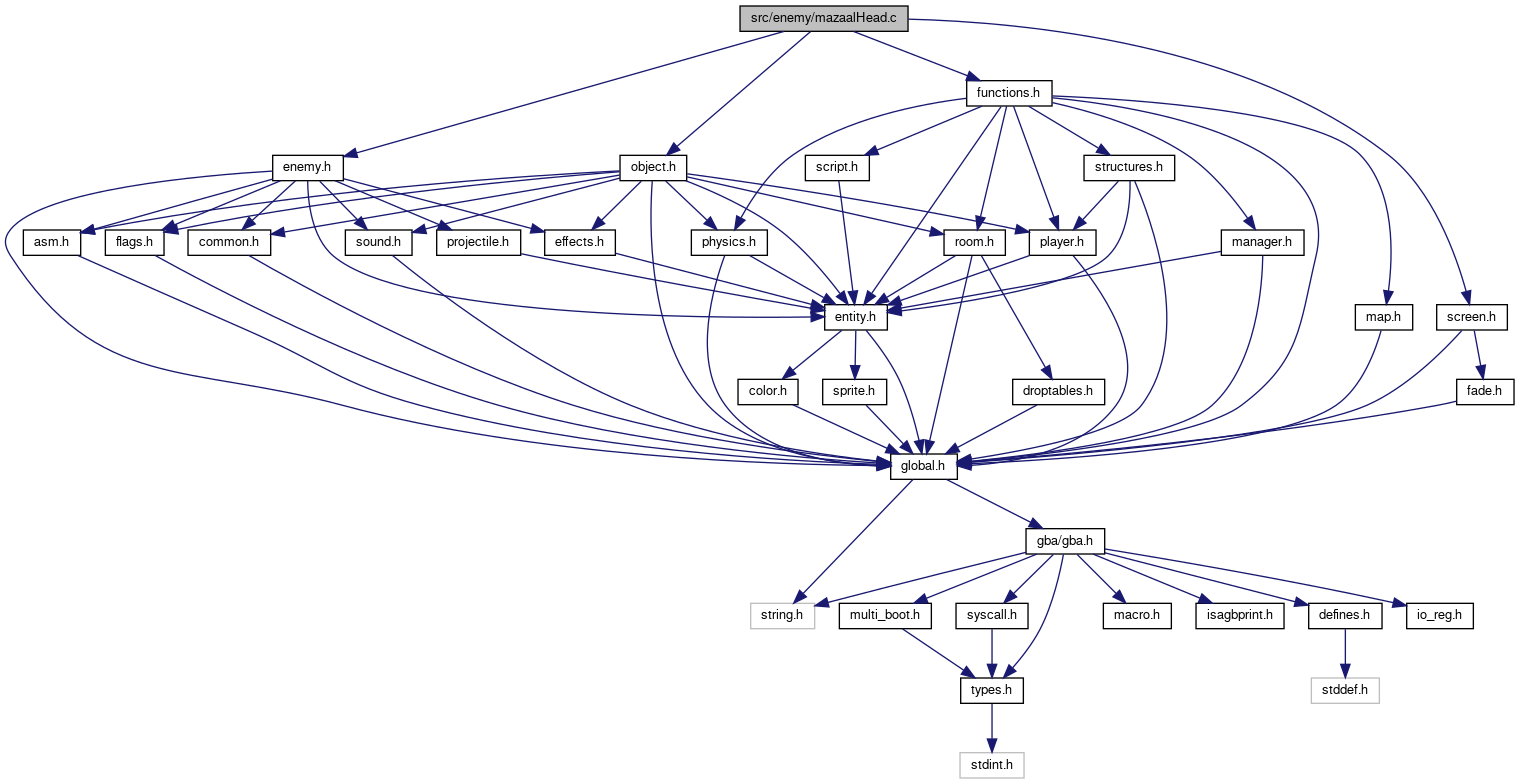 src/enemy/mazaalHead.c
functions.h
enemy.h
object.h
script.h
structures.h
asm.h
flags.h
common.h
sound.h
projectile.h
effects.h
physics.h
room.h
player.h
manager.h
entity.h
map.h
screen.h
color.h
sprite.h
droptables.h
fade.h
global.h
gba/gba.h
string.h
multi_boot.h
syscall.h
macro.h
isagbprint.h
defines.h
io_reg.h
types.h
stddef.h
stdint.h